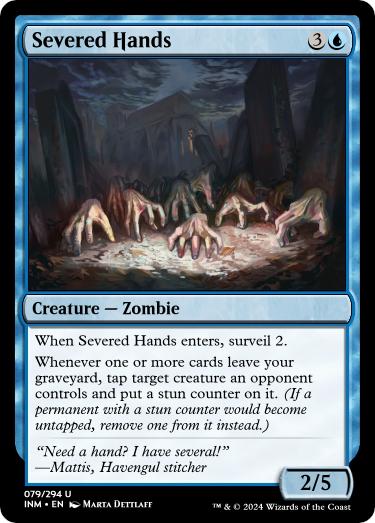 Severed Hands 3
Creature — Zombie
When Severed Hands enters, surveil 2.
Whenever one or more cards leave your
graveyard, tap target creature an opponent
controls and put a stun counter on it. (If a
permanent with a stun counter would become
untapped, remove one from it instead.)
“Need a hand? I have several!”
—Mattis, Havengul stitcher
2/5
079/294 U
INM • EN Marta Dettlaff ™ & © 2024 Wizards of the Coast